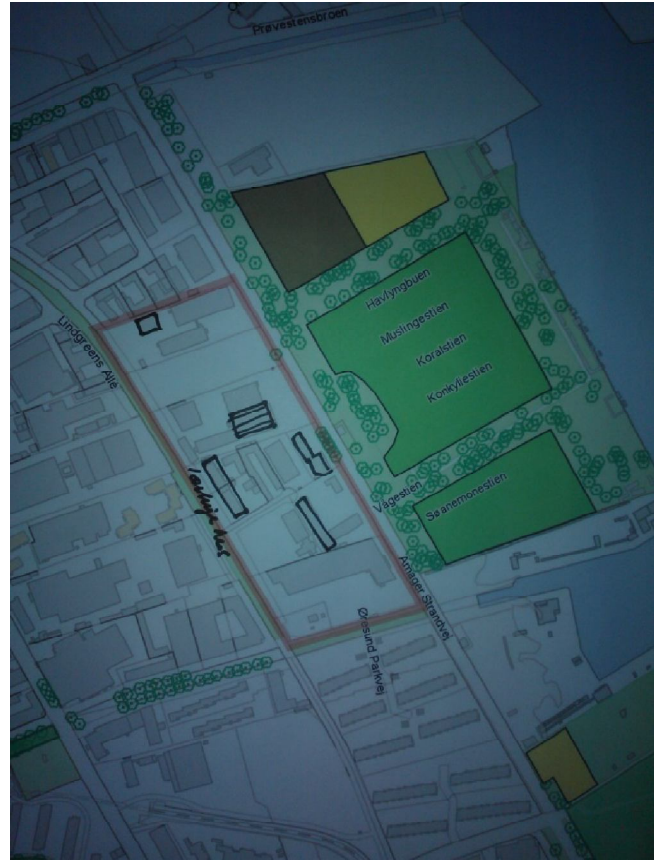 Prøvestensbroen
Havlyngbuen
Muslingestien
Koralstien
Konkyliestien
Lindgreens Allé
Vågestien
Søanemonestien
Amager Strandvej
Øresund Parkvej